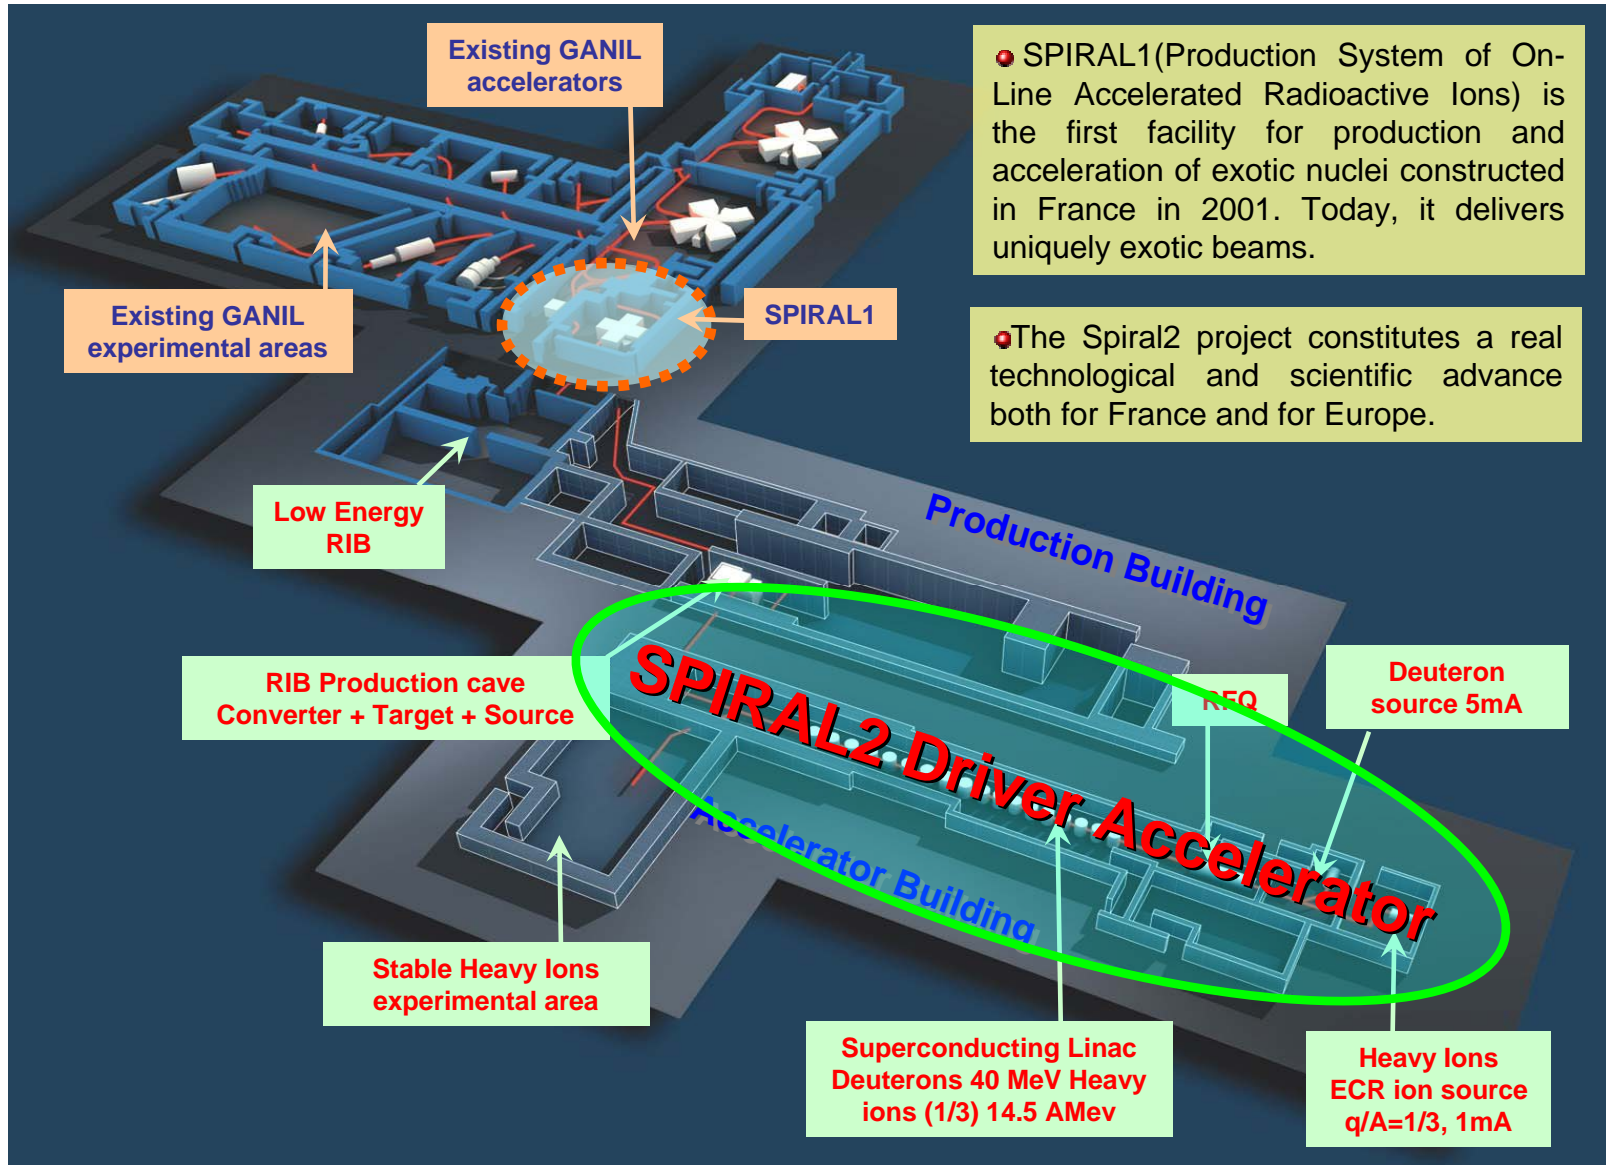 Existing GANIL
accelerators
SPIRAL1(Production System of On-
Line Accelerated Radioactive Ions) is
the first facility for production and
acceleration of exotic nuclei constructed
in France in 2001. Today, it delivers
uniquely exotic beams.
Existing GANIL
experimental areas
SPIRAL1
The Spiral2 project constitutes a real
technological and scientific advance
both for France and for Europe.
Low Energy
RIB
Production Building
RIB Production cave
Converter + Target + Source
SPIRAL2 Driver Accelerator
RFQ
Deuteron
source 5mA
Accelerator Building
Stable Heavy Ions
experimental area
Superconducting Linac
Deuterons 40 MeV Heavy
ions (1/3) 14.5 AMev
Heavy Ions
ECR ion source
q/A=1/3, 1mA